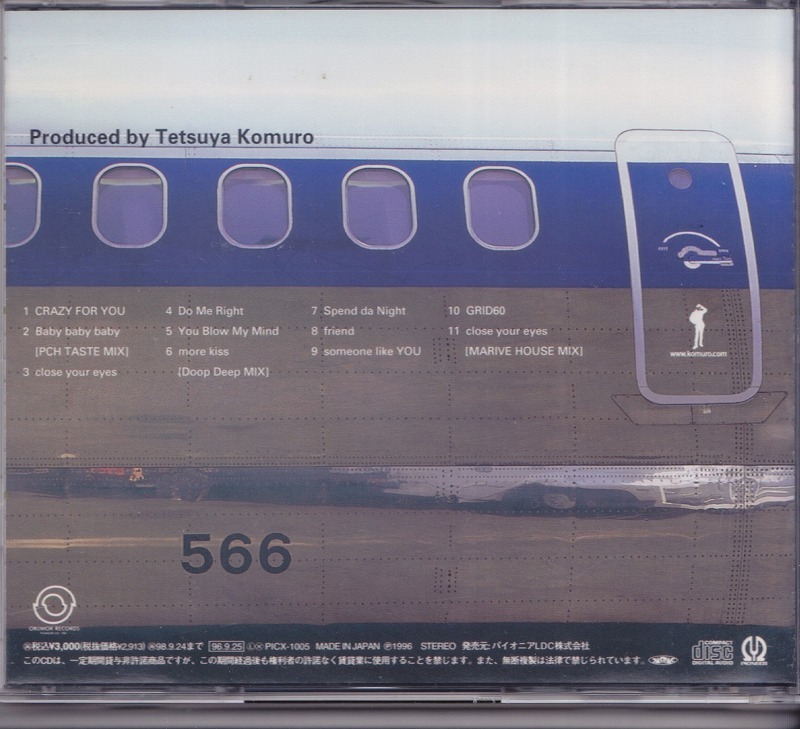 Produced by Tetsuya Komuro
1 CRAZY FOR YOU
2 Baby baby baby
[PCH TASTE MIX]
3 close your eyes
4 Do Me Right
5 You Blow My Mind
6 more kiss
[Doop Deep MIX]
7 Spend da Night
8 friend
9 someone like YOU
10 GRID60
11 close your eyes
[MARIVE HOUSE MIX]
www.komuro.com
566
ORUMOK RECORDS
税込¥3,000(税抜価格¥2,913) 98.9.24まで 96.9.25 PICX-1005 MADE IN JAPAN Ⓟ1996 STEREO 発売元:パイオニアLDC株式会社
このCDは、一定期間貸与非許諾商品ですが、この期間経過後も権利者の許諾なく賃貸業に使用することを禁じます。また、無断複製は法律で禁じられています。
COMPACT
disc
DIGITAL AUDIO
PIONEER